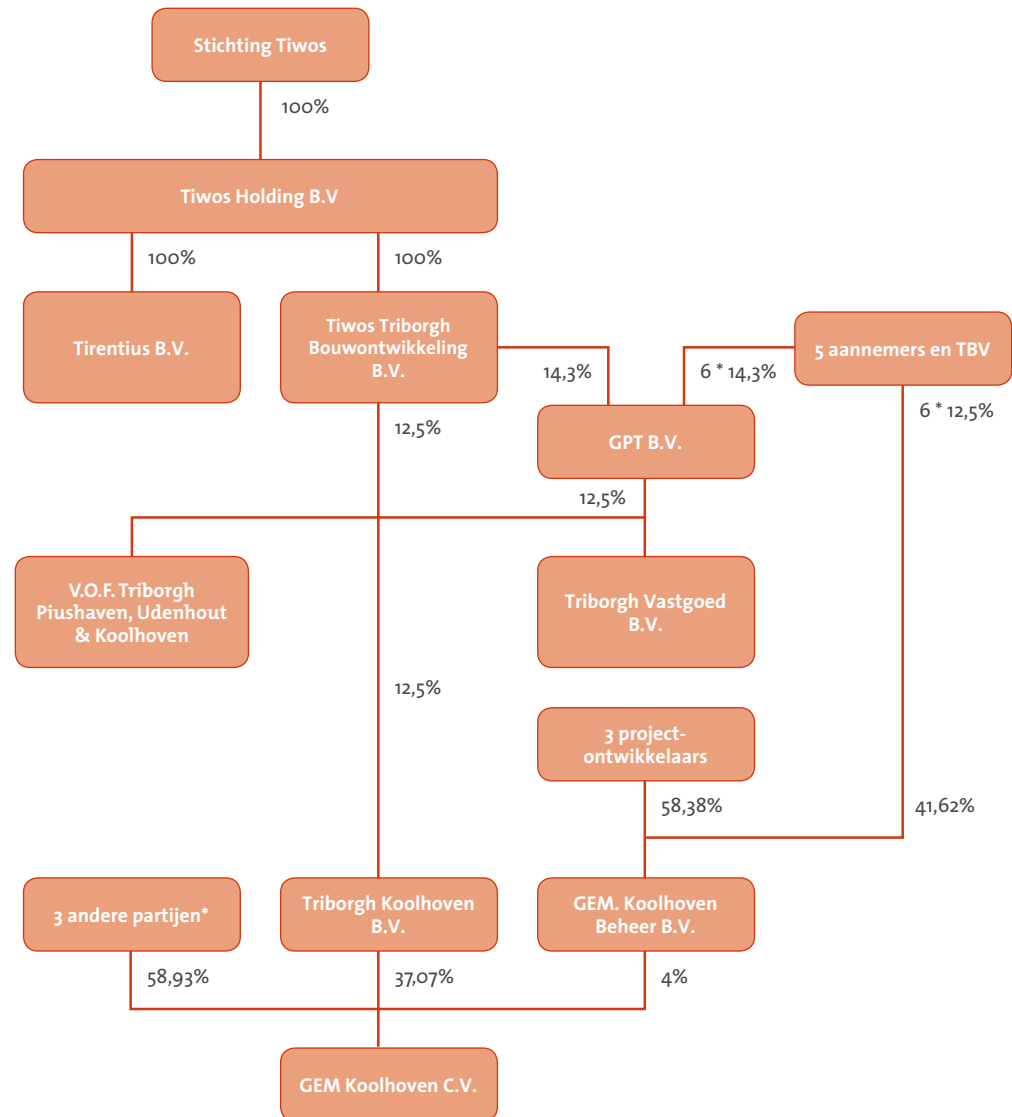 Stichting Tiwos
100%
Tiwos Holding B.V
100%
100%
Tirentius B.V.
Tiwos Triborgh
Bouwontwikkeling
B.V.
5 aannemers en TBV
14,3%
6 * 14,3%
12,5%
6 * 12,5%
GPT B.V.
12,5%
V.O.F. Triborgh
Piushaven, Udenhout
& Koolhoven
Triborgh Vastgoed
B.V.
12,5%
3 project-
ontwikkelaars
58,38%
41,62%
3 andere partijen*
Triborgh Koolhoven
B.V.
GEM. Koolhoven
Beheer B.V.
58,93%
37,07%
4%
GEM Koolhoven C.V.